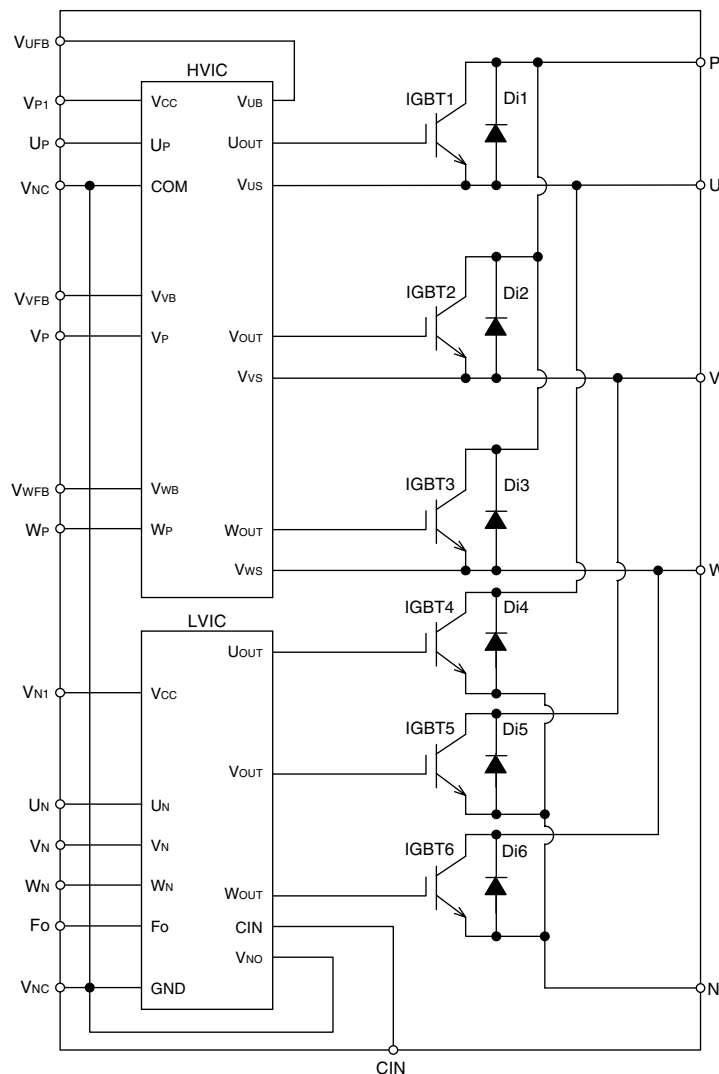 VUFB
HVIC
P
VP1
VCC
VUB
IGBT1
Di1
UP
UP
UOUT
VNC
COM
VUS
U
VVFB
VVB
IGBT2
Di2
VP
VP
VOUT
VVS
V
VWFB
VWB
IGBT3
Di3
WP
WP
WOUT
VWS
W
LVIC
IGBT4
Di4
UOUT
VN1
VCC
IGBT5
Di5
VOUT
UN
UN
VN
VN
IGBT6
Di6
WN
WN
WOUT
FO
FO
CIN
VNO
VNC
GND
N
CIN